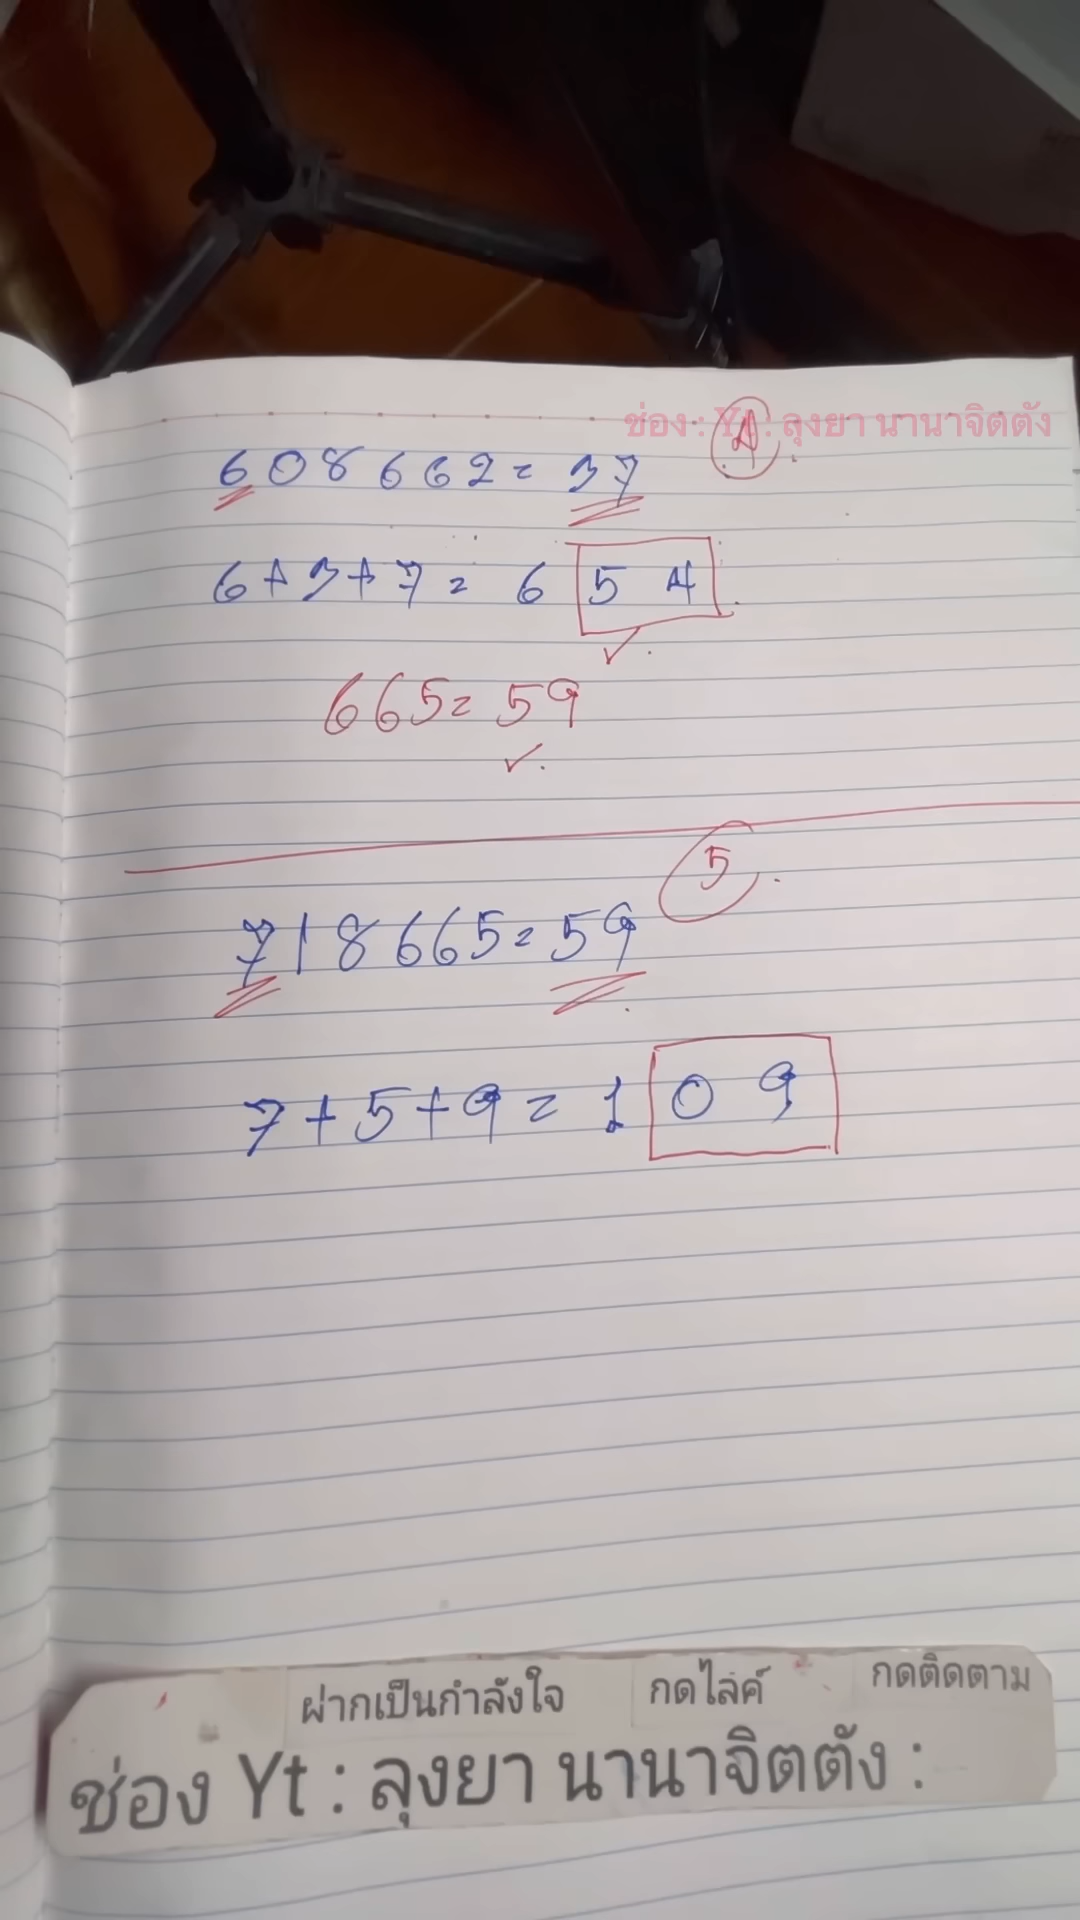 ช่อง : Yt : ลุงยา นานาจิตตัง
4
608662 = 37
6+3+7 = 6 5 4
665 = 59
5
718665 = 59
7+5+9 = 1 0 9
ฝากเป็นกำลังใจ กดไลค์ กดติดตาม
ช่อง Yt : ลุงยา นานาจิตตัง :